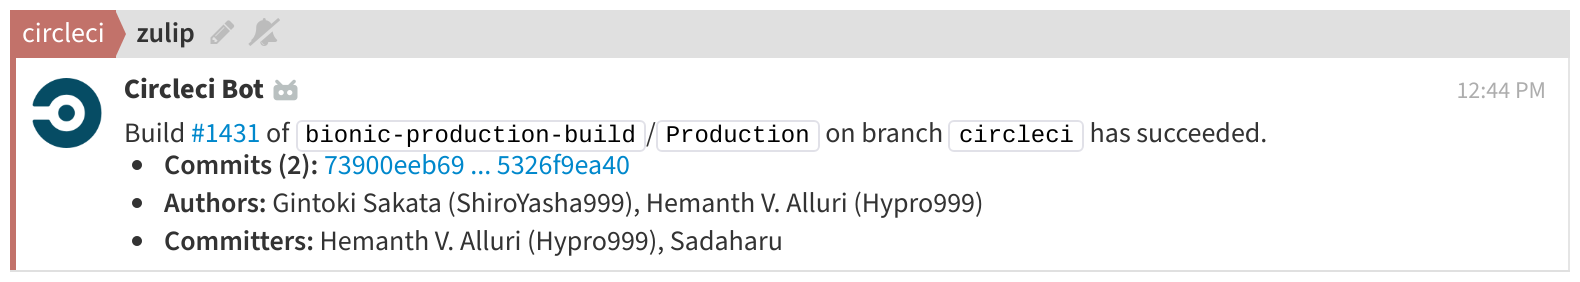 circleci zulip
Circleci Bot 12:44 PM
Build #1431 of bionic-production-build/Production on branch circleci has succeeded.
• Commits (2): 73900eeb69 ... 5326f9ea40
• Authors: Gintoki Sakata (ShiroYasha999), Hemanth V. Alluri (Hypro999)
• Committers: Hemanth V. Alluri (Hypro999), Sadaharu